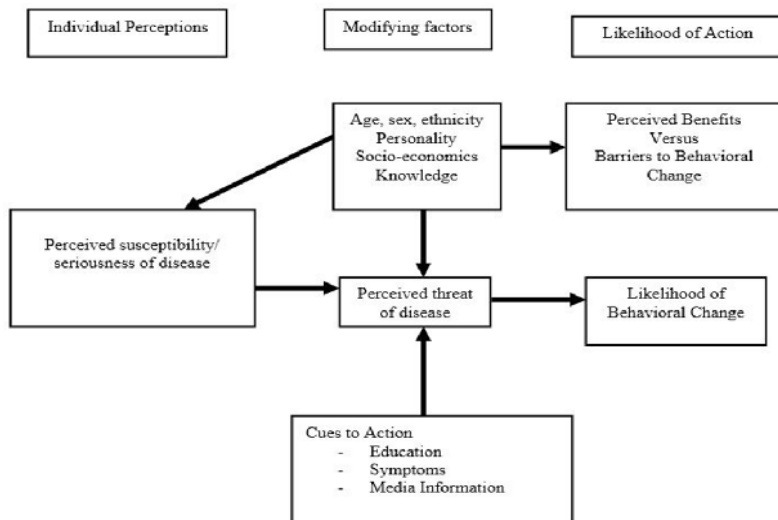 Individual Perceptions
Modifying factors
Likelihood of Action
Age, sex, ethnicity
Personality
Socio-economics
Knowledge
Perceived Benefits
Versus
Barriers to Behavioral
Change
Perceived susceptibility/
seriousness of disease
Perceived threat
of disease
Likelihood of
Behavioral Change
Cues to Action
- Education
- Symptoms
- Media Information